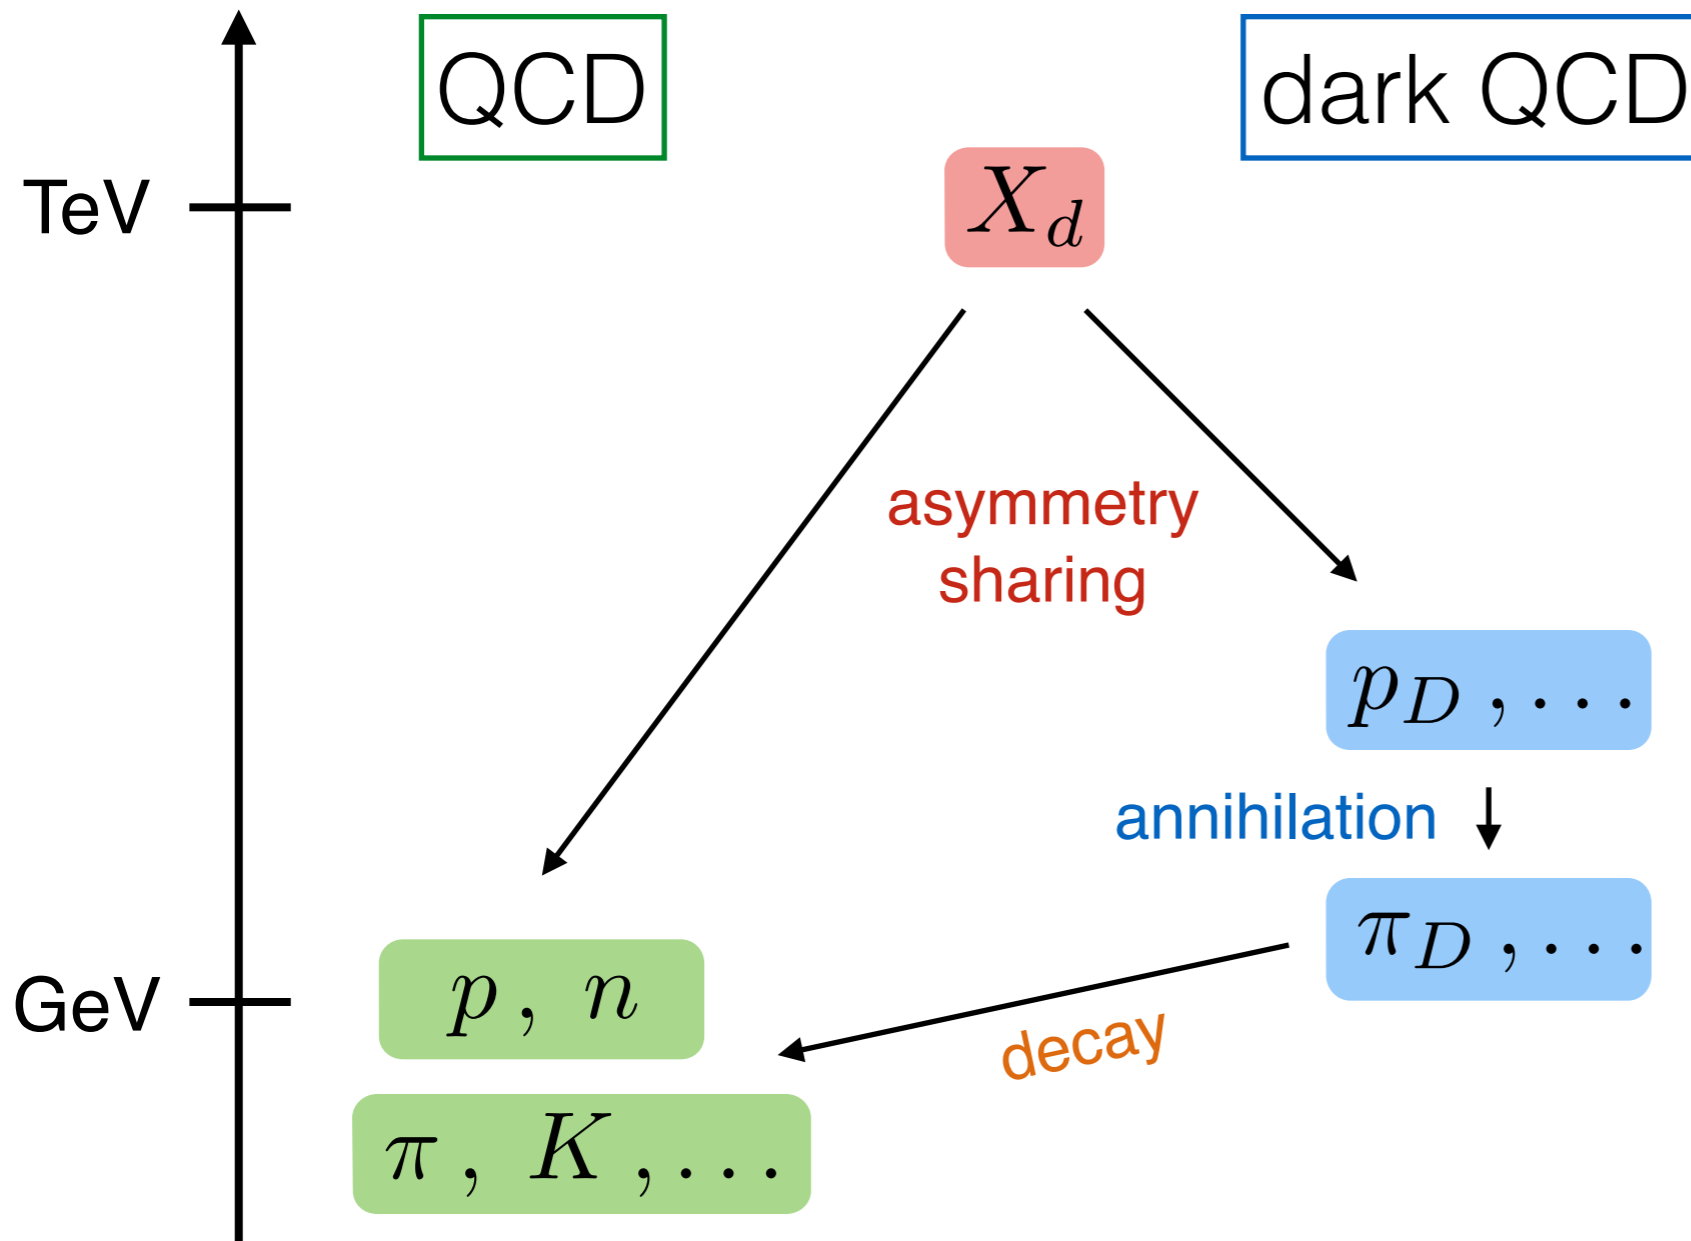 QCD
dark QCD
TeV
X_d
asymmetry
sharing
p_D , . . .
annihilation
π_D , . . .
GeV
p , n
decay
π , K , . . .